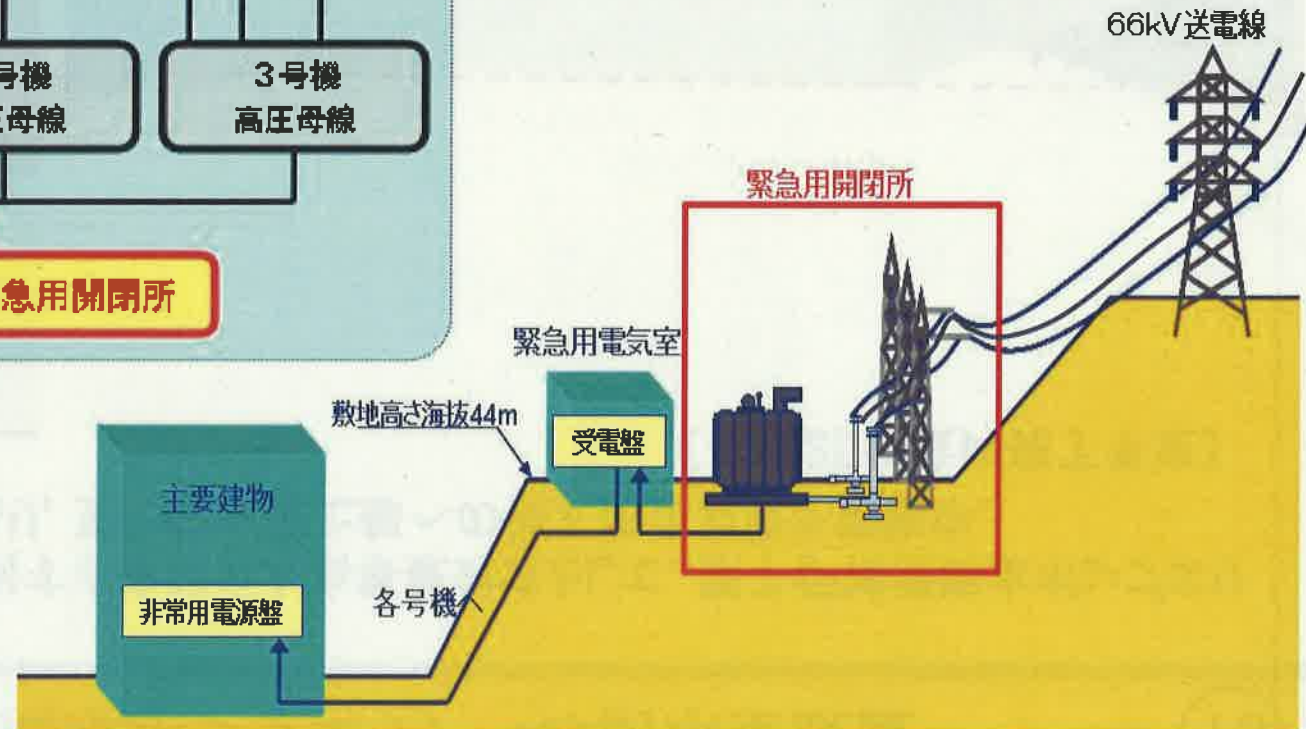 66kV送電線
号機
母線
3号機
高圧母線
緊急用開閉所
急用開閉所
緊急用電気室
敷地高さ海抜44m
受電盤
主要建物
非常用電源盤
各号機